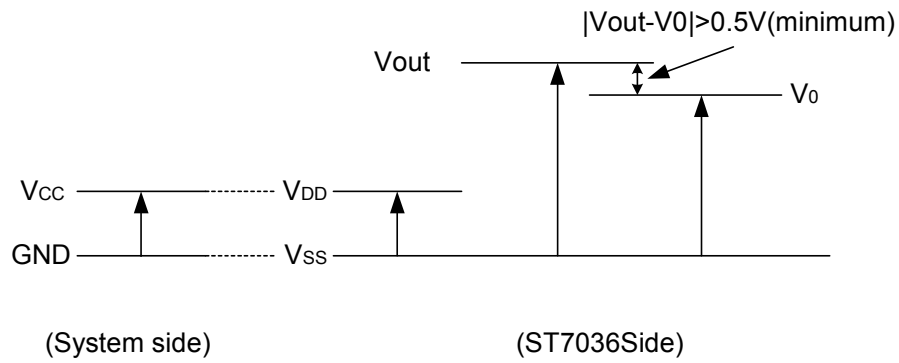 |Vout-V0|>0.5V(minimum)
Vout
V0
VCC
VDD
GND
VSS
(System side)
(ST7036Side)